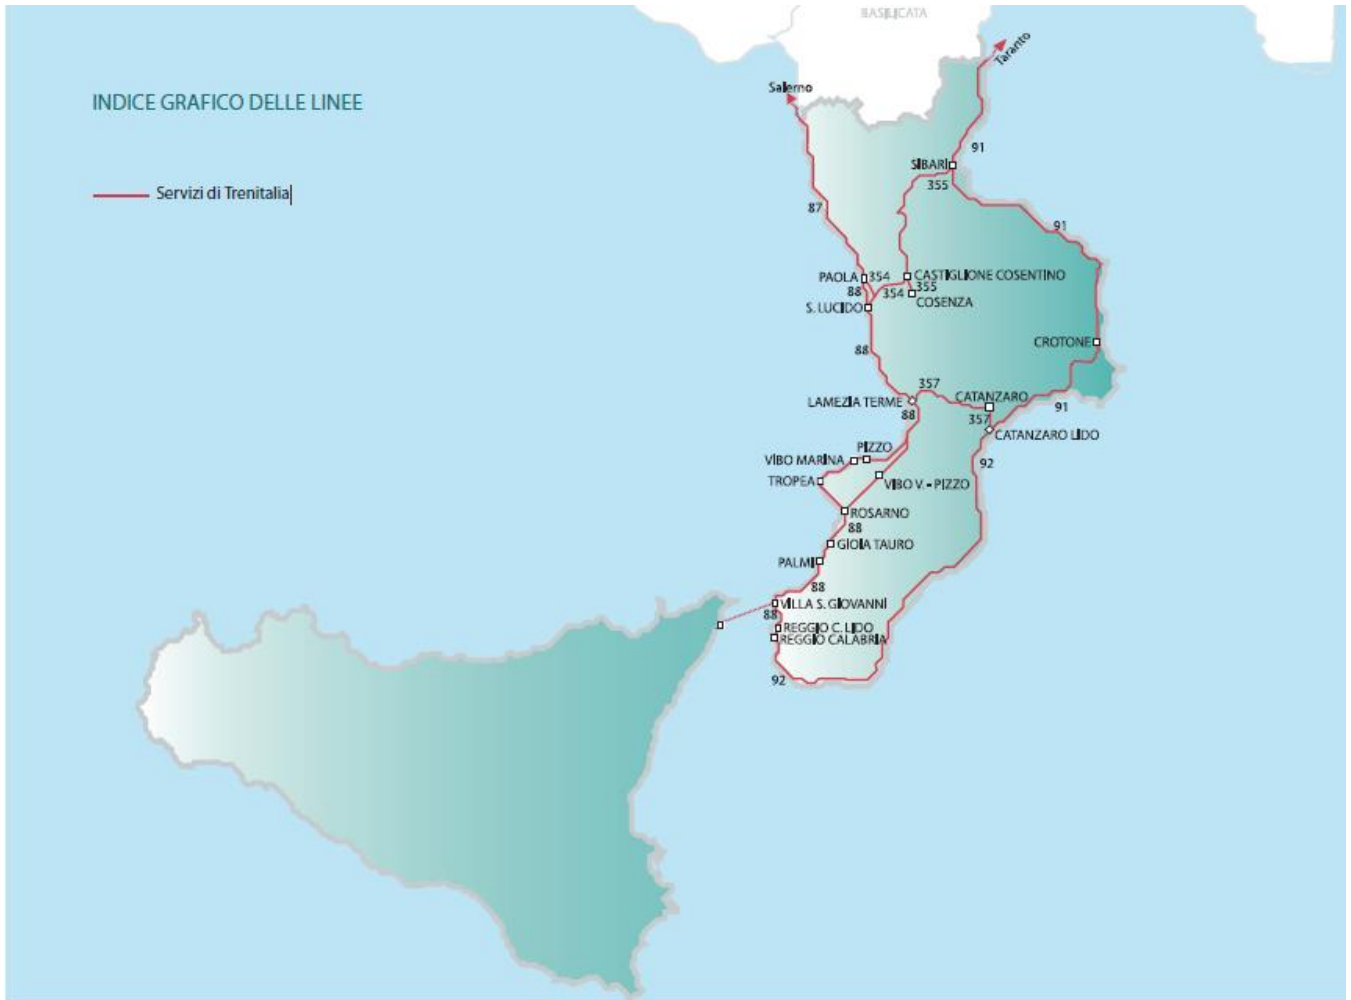 BASILICATA
Taranto
Salerno
INDICE GRAFICO DELLE LINEE
91
SIBARI
355
Servizi di Trenitalia
87
91
PAOLA
354
CASTIGLIONE COSENTINO
88
354
355
COSENZA
S. LUCIDO
CROTONE
88
357
LAMEZIA TERME
CATANZARO
88
91
357
CATANZARO LIDO
PIZZO
VIBO MARINA
92
TROPEA
VIBO V. - PIZZO
ROSARNO
88
GIOIA TAURO
PALMI
88
VILLA S. GIOVANNI
88
REGGIO C. LIDO
REGGIO CALABRIA
92